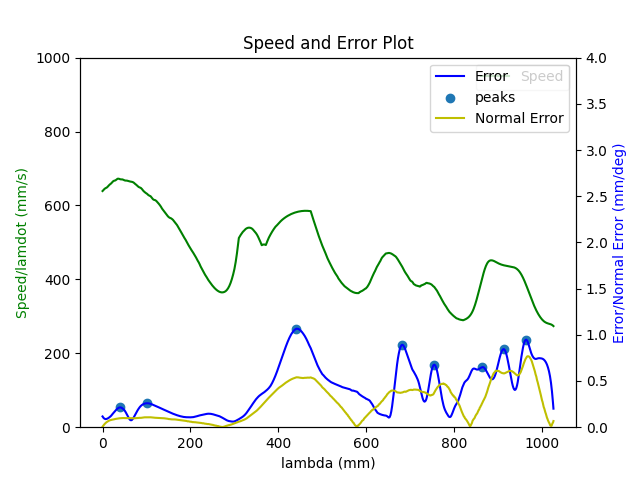 Speed and Error Plot
1000
800
600
400
200
0
Speed/lamdot (mm/s)
4.0
3.5
3.0
2.5
2.0
1.5
1.0
0.5
0.0
Error/Normal Error (mm/deg)
Speed
Error
peaks
Normal Error
0
200
400
600
800
1000
lambda (mm)